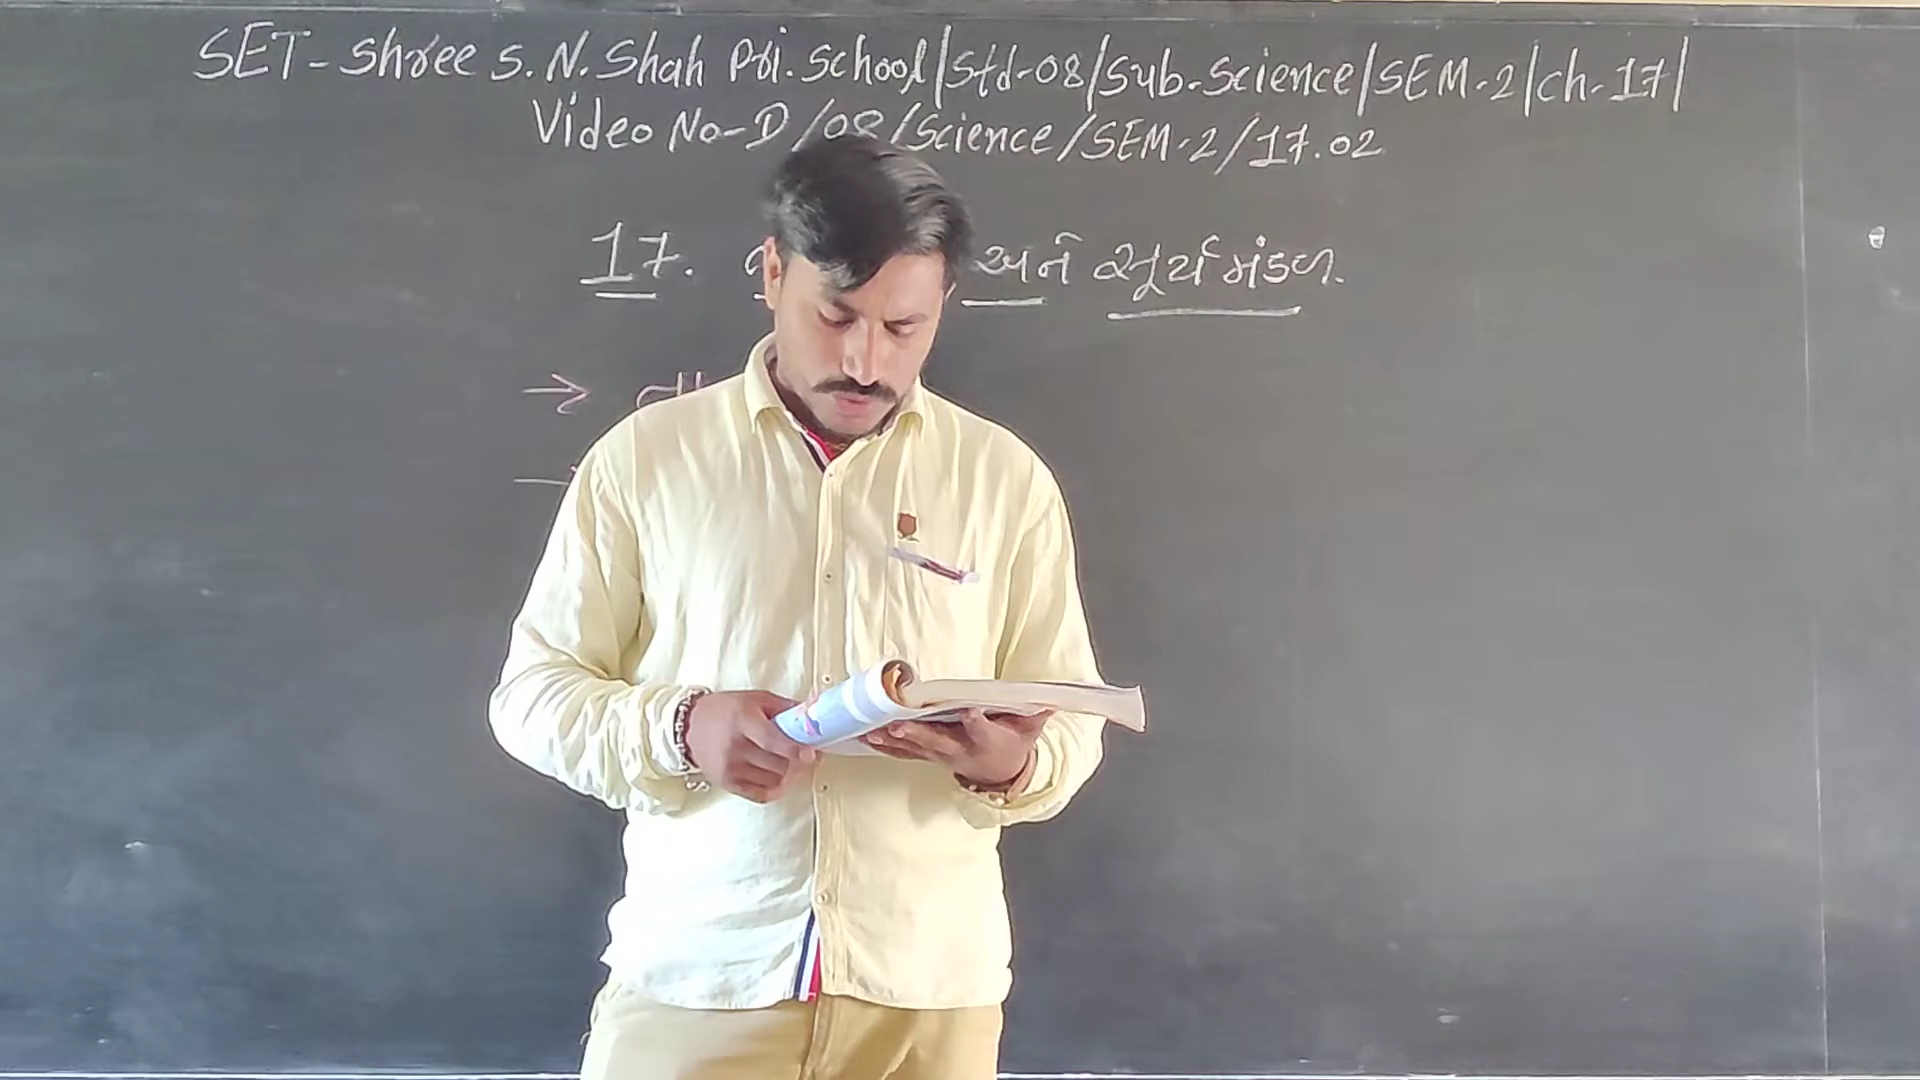 SET - Shree S. N. Shah Pri. School/Std-08/Sub-Science/SEM-2/ch-17/
Video No-D/08/Science/SEM-2/17.02
17. અને સૂર્યમંડળ.
→